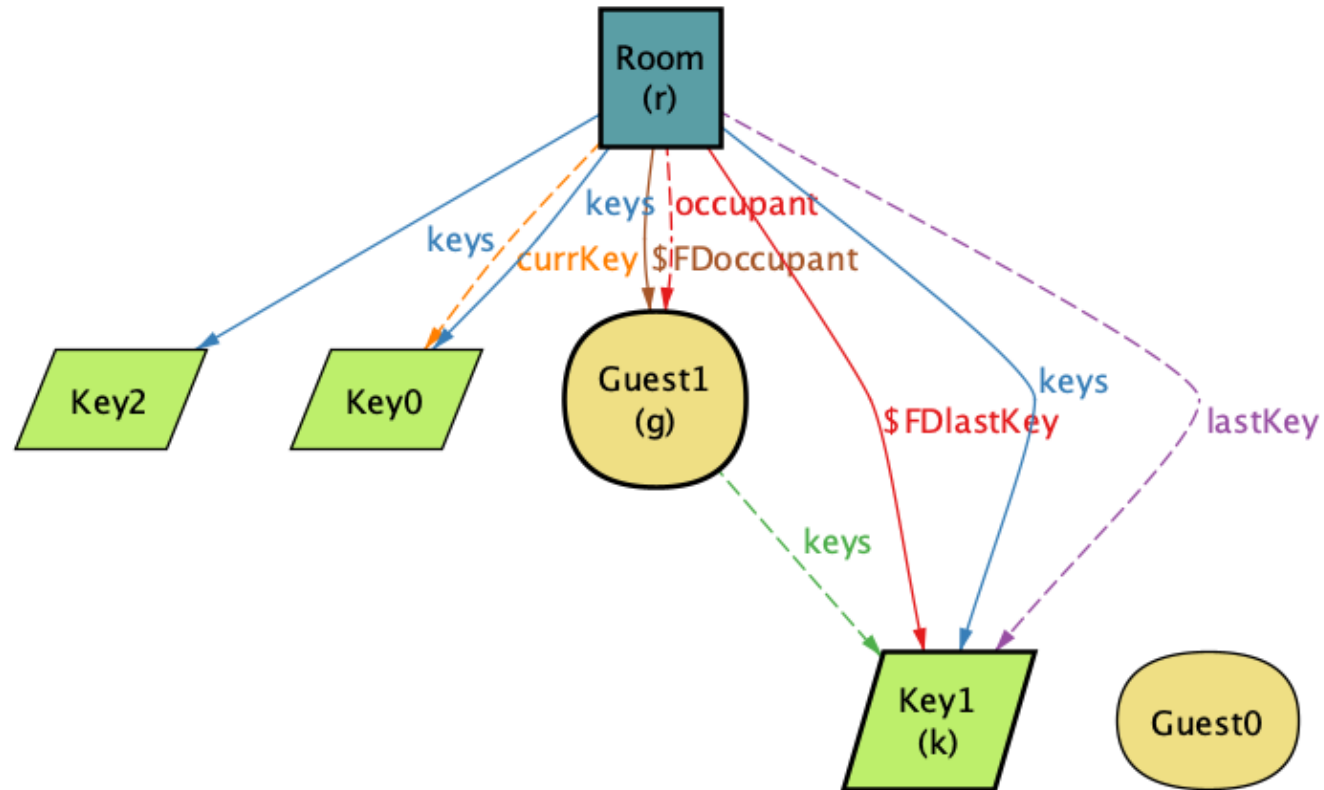 Room
(r)
keys
occupant
keys
currKey
$FDoccupant
Key2
Key0
Guest1
(g)
keys
$FDlastKey
lastKey
keys
Key1
(k)
Guest0